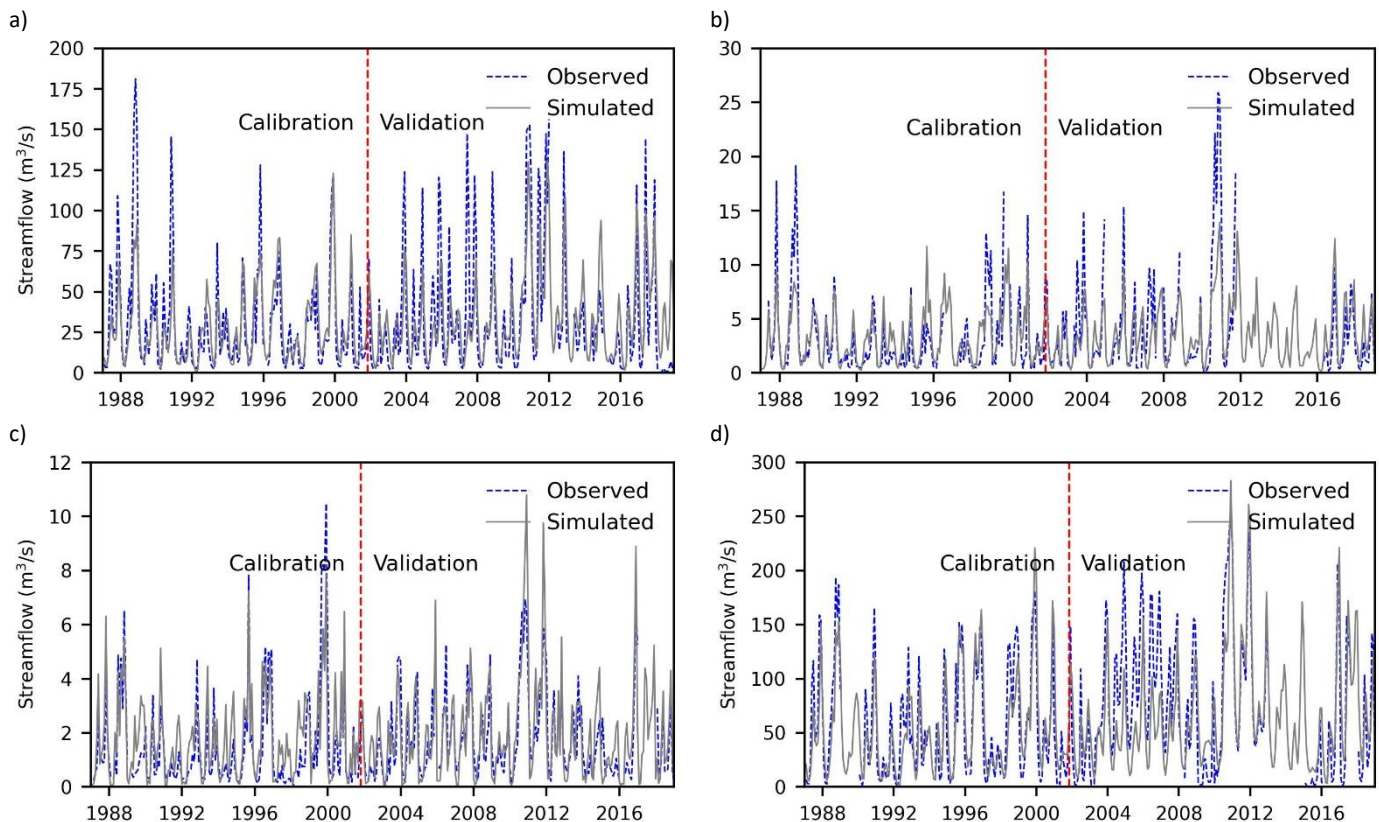 a)
200
175
150
125
100
75
50
25
0
Streamflow (m³/s)
Observed
Simulated
Calibration
Validation
1988 1992 1996 2000 2004 2008 2012 2016
b)
30
25
20
15
10
5
0
Observed
Simulated
Calibration
Validation
1988 1992 1996 2000 2004 2008 2012 2016
c)
12
10
8
6
4
2
0
Streamflow (m³/s)
Observed
Simulated
Calibration
Validation
1988 1992 1996 2000 2004 2008 2012 2016
d)
300
250
200
150
100
50
0
Observed
Simulated
Calibration
Validation
1988 1992 1996 2000 2004 2008 2012 2016